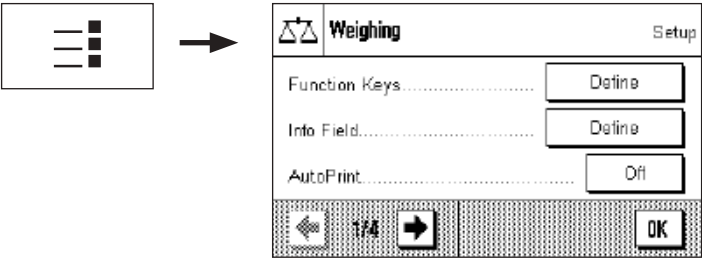 Weighing Setup
Function Keys Define
Info Field Define
AutoPrint Off
1/4 OK